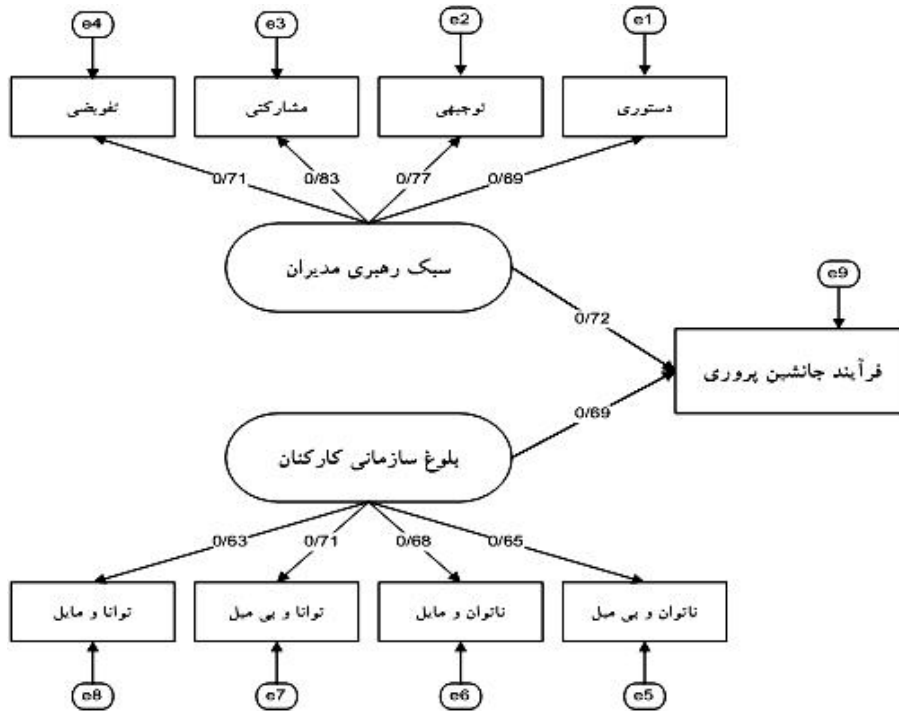 e4
e3
e2
e1
تفویضی
مشارکتی
توجیهی
دستوری
0/71
0/83
0/77
0/69
سبک رهبری مدیران
e9
0/72
فرآیند جانشین پروری
0/69
بلوغ سازمانی کارکنان
0/63
0/71
0/68
0/65
توانا و مایل
توانا و بی میل
ناتوان و مایل
ناتوان و بی میل
e8
e7
e6
e5